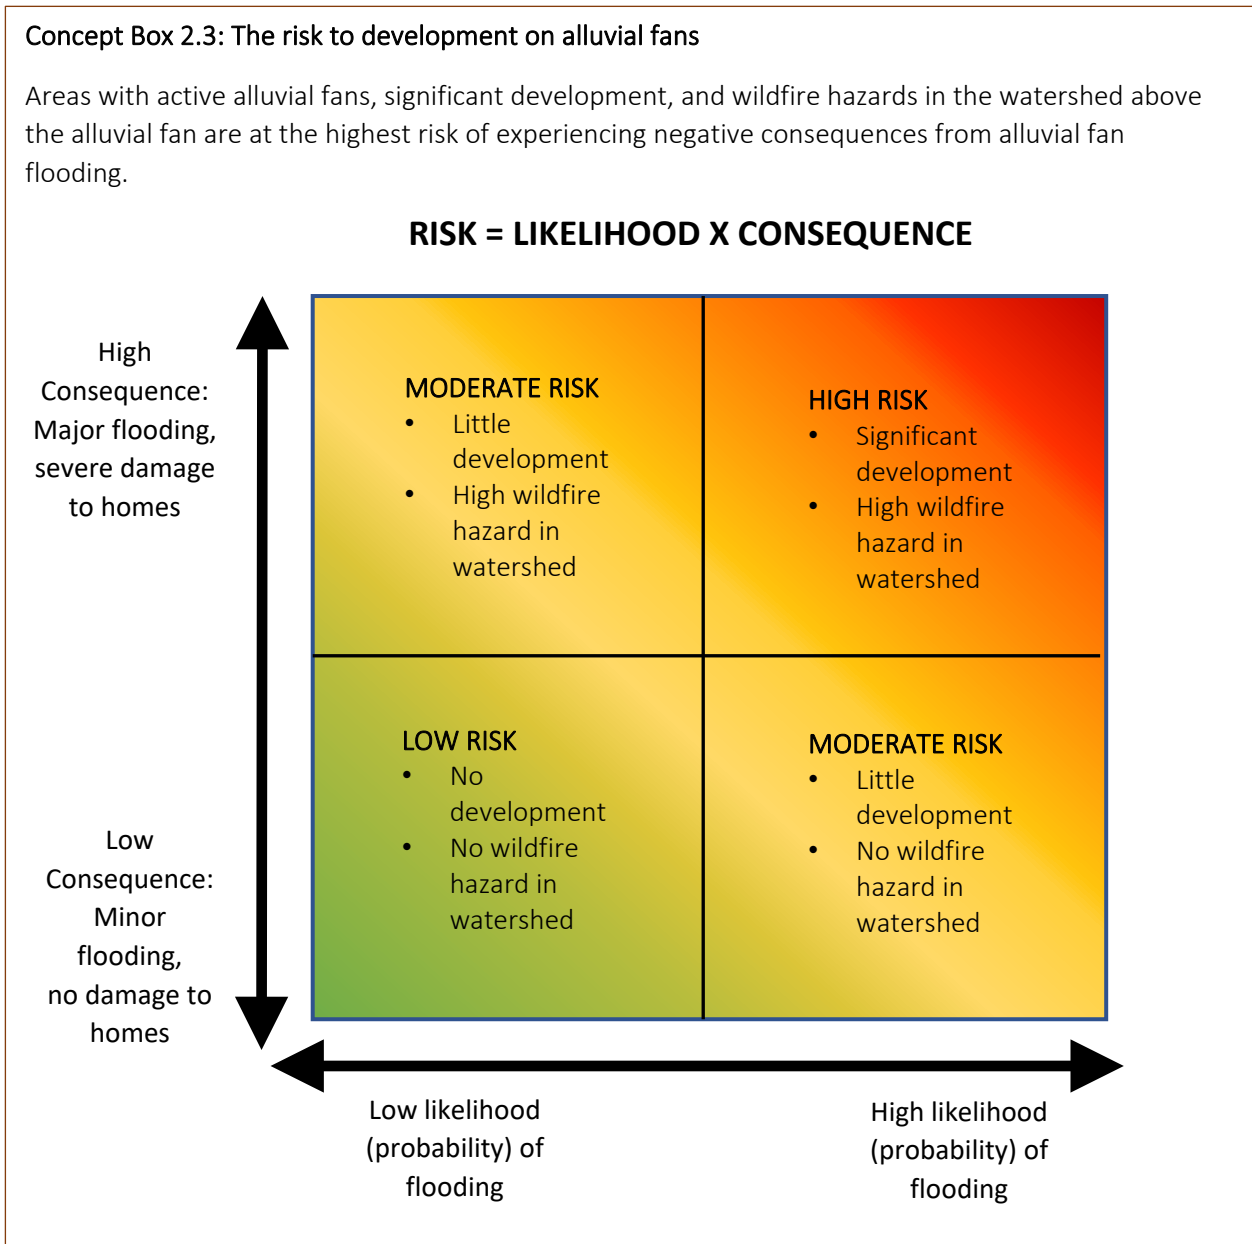 Concept Box 2.3: The risk to development on alluvial fans
Areas with active alluvial fans, significant development, and wildfire hazards in the watershed above
the alluvial fan are at the highest risk of experiencing negative consequences from alluvial fan
flooding.
RISK = LIKELIHOOD X CONSEQUENCE
High
Consequence:
Major flooding,
severe damage
to homes
MODERATE RISK
• Little
development
• High wildfire
hazard in
watershed
HIGH RISK
• Significant
development
• High wildfire
hazard in
watershed
Low
Consequence:
Minor
flooding,
no damage to
homes
LOW RISK
• No
development
• No wildfire
hazard in
watershed
MODERATE RISK
• Little
development
• No wildfire
hazard in
watershed
Low likelihood
(probability) of
flooding
High likelihood
(probability) of
flooding